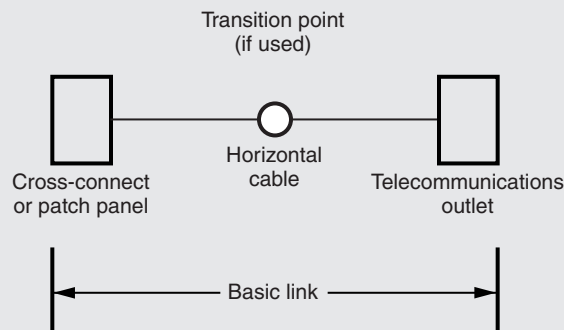 Transition point
(if used)
Horizontal
cable
Cross-connect
or patch panel
Telecommunications
outlet
Basic link